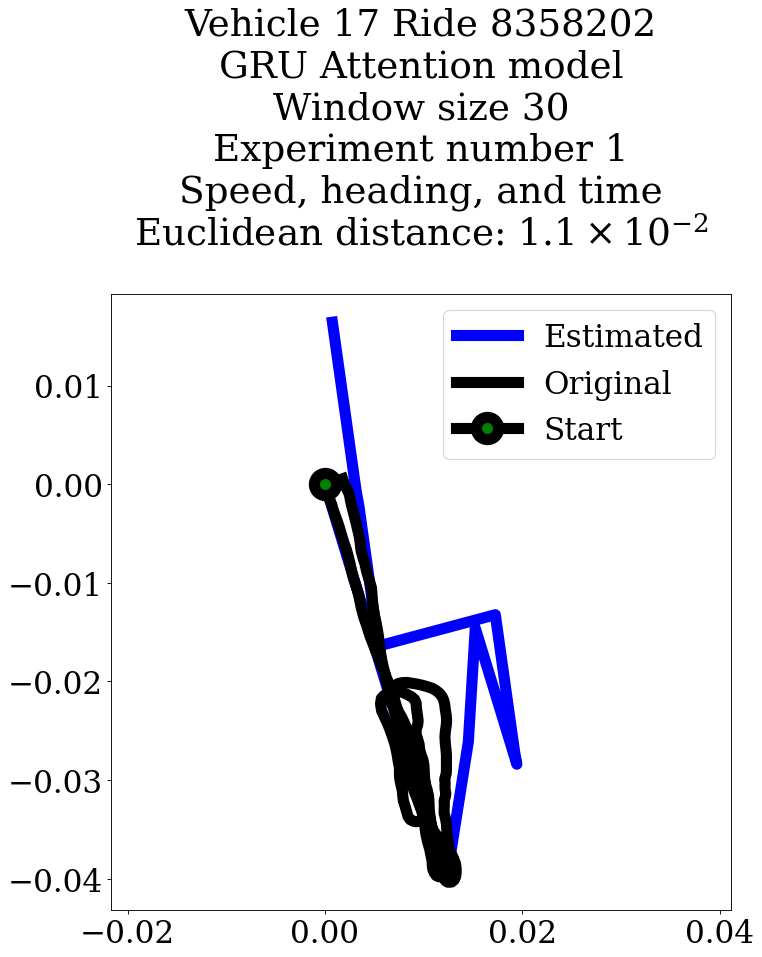 Vehicle 17 Ride 8358202
GRU Attention model
Window size 30
Experiment number 1
Speed, heading, and time
Euclidean distance: 1.1 × 10⁻²
Estimated
Original
Start
0.01
0.00
−0.01
−0.02
−0.03
−0.04
−0.02 0.00 0.02 0.04